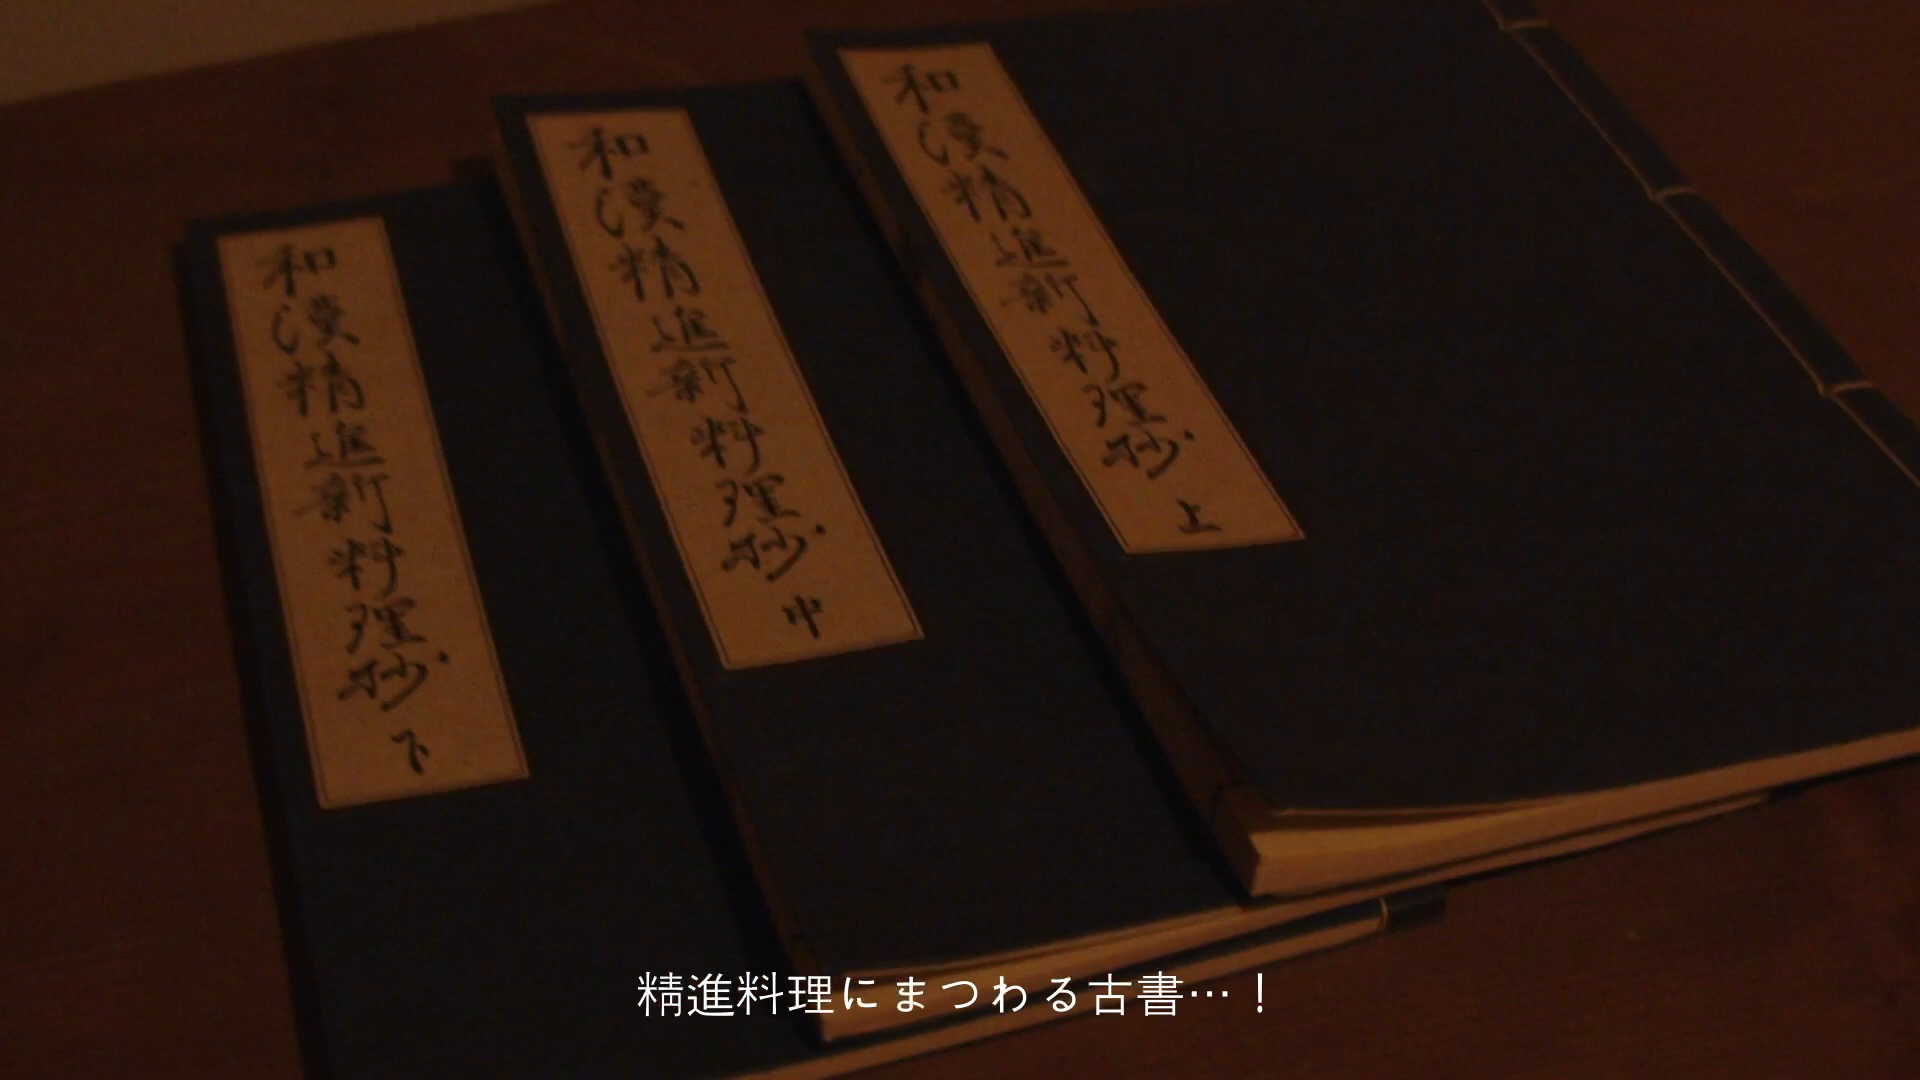 和漢精進新料理抄 上
和漢精進新料理抄 中
和漢精進新料理抄 下
精進料理にまつわる古書…！